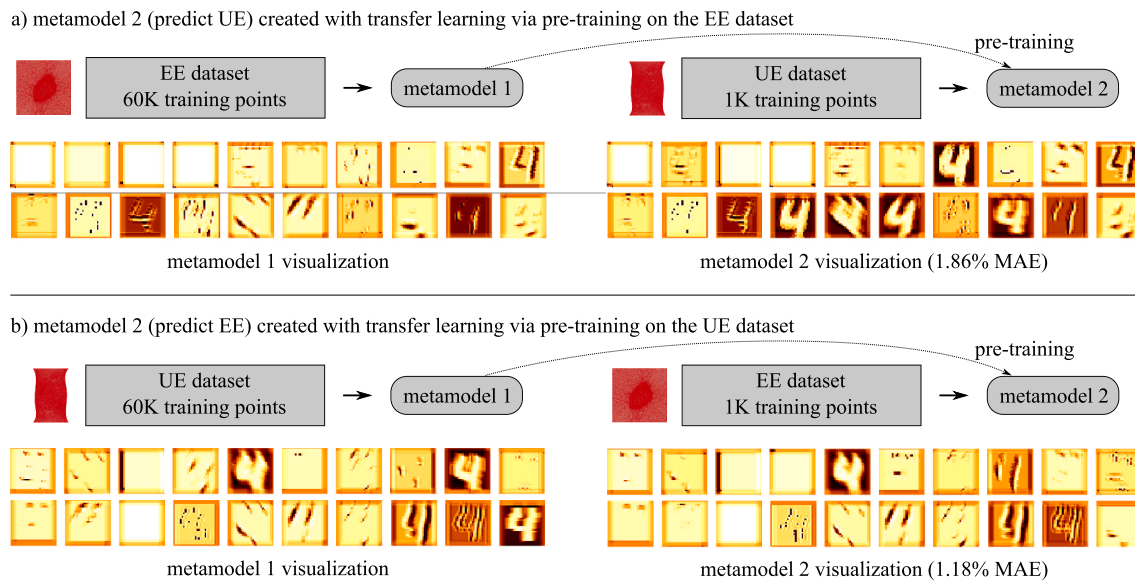 a) metamodel 2 (predict UE) created with transfer learning via pre-training on the EE dataset
pre-training
EE dataset
60K training points
metamodel 1
UE dataset
1K training points
metamodel 2
metamodel 1 visualization
metamodel 2 visualization (1.86% MAE)
b) metamodel 2 (predict EE) created with transfer learning via pre-training on the UE dataset
pre-training
UE dataset
60K training points
metamodel 1
EE dataset
1K training points
metamodel 2
metamodel 1 visualization
metamodel 2 visualization (1.18% MAE)